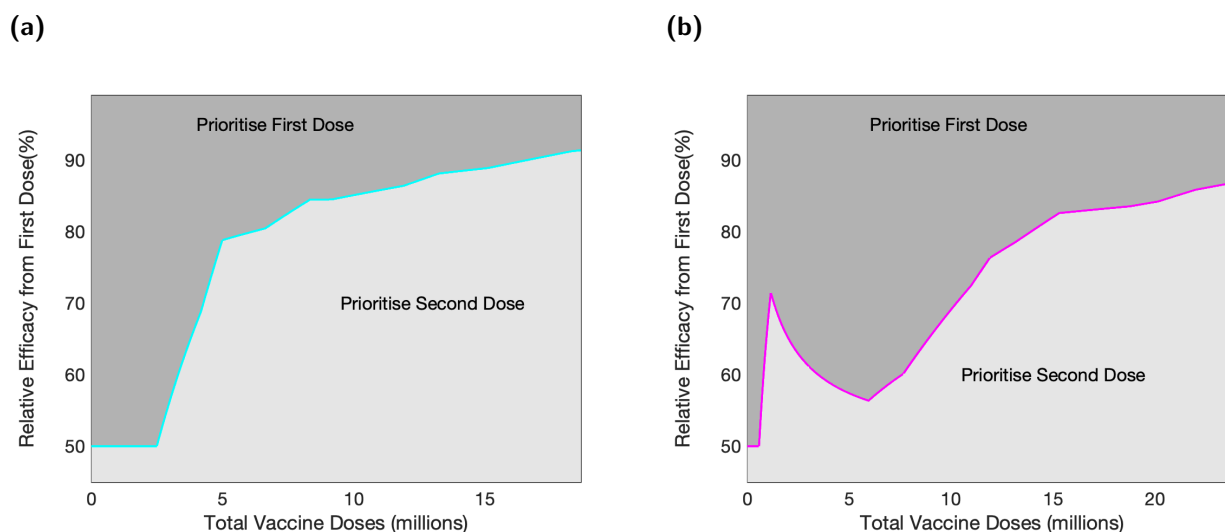 (a)
Relative Efficacy from First Dose(%)
90
80
70
60
50
Prioritise First Dose
Prioritise Second Dose
0 5 10 15
Total Vaccine Doses (millions)
(b)
Relative Efficacy from First Dose(%)
90
80
70
60
50
Prioritise First Dose
Prioritise Second Dose
0 5 10 15 20
Total Vaccine Doses (millions)